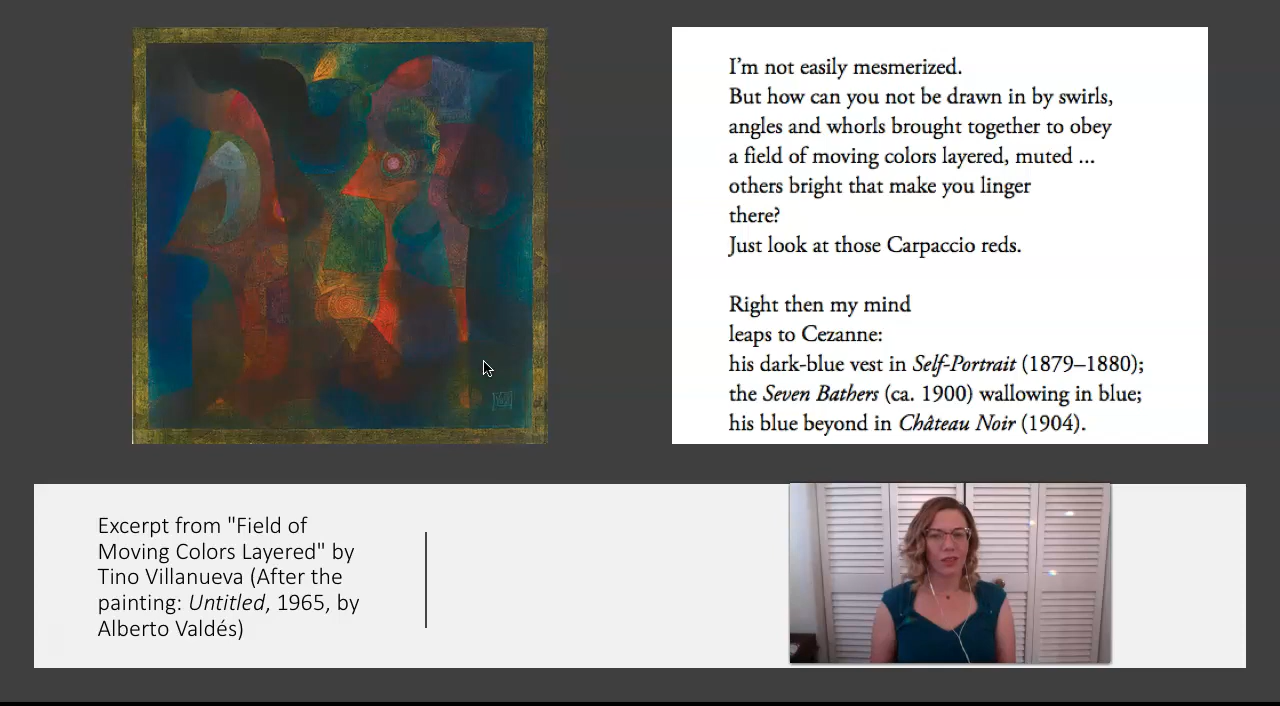 I'm not easily mesmerized.
But how can you not be drawn in by swirls,
angles and whorls brought together to obey
a field of moving colors layered, muted ...
others bright that make you linger
there?
Just look at those Carpaccio reds.
Right then my mind
leaps to Cezanne:
his dark-blue vest in Self-Portrait (1879–1880);
the Seven Bathers (ca. 1900) wallowing in blue;
his blue beyond in Château Noir (1904).
Excerpt from "Field of
Moving Colors Layered" by
Tino Villanueva (After the
painting: Untitled, 1965, by
Alberto Valdés)